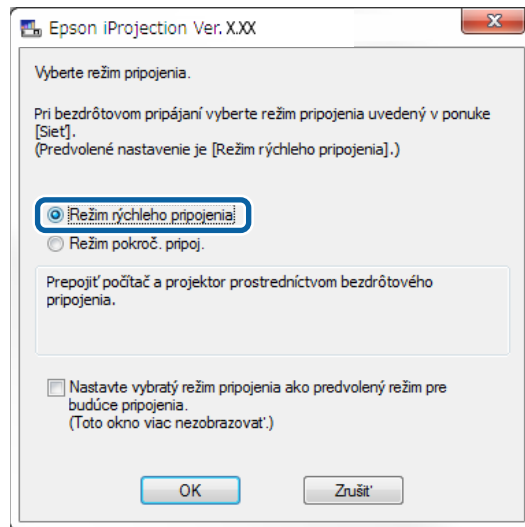 Epson iProjection Ver. X.XX
Vyberte režim pripojenia.
Pri bezdrôtovom pripájaní vyberte režim pripojenia uvedený v ponuke
[Sieť].
(Predvolené nastavenie je [Režim rýchleho pripojenia].)
Režim rýchleho pripojenia
Režim pokroč. pripoj.
Prepojiť počítač a projektor prostredníctvom bezdrôtového
pripojenia.
Nastavte vybratý režim pripojenia ako predvolený režim pre
budúce pripojenia.
(Toto okno viac nezobrazovať.)
OK
Zrušiť